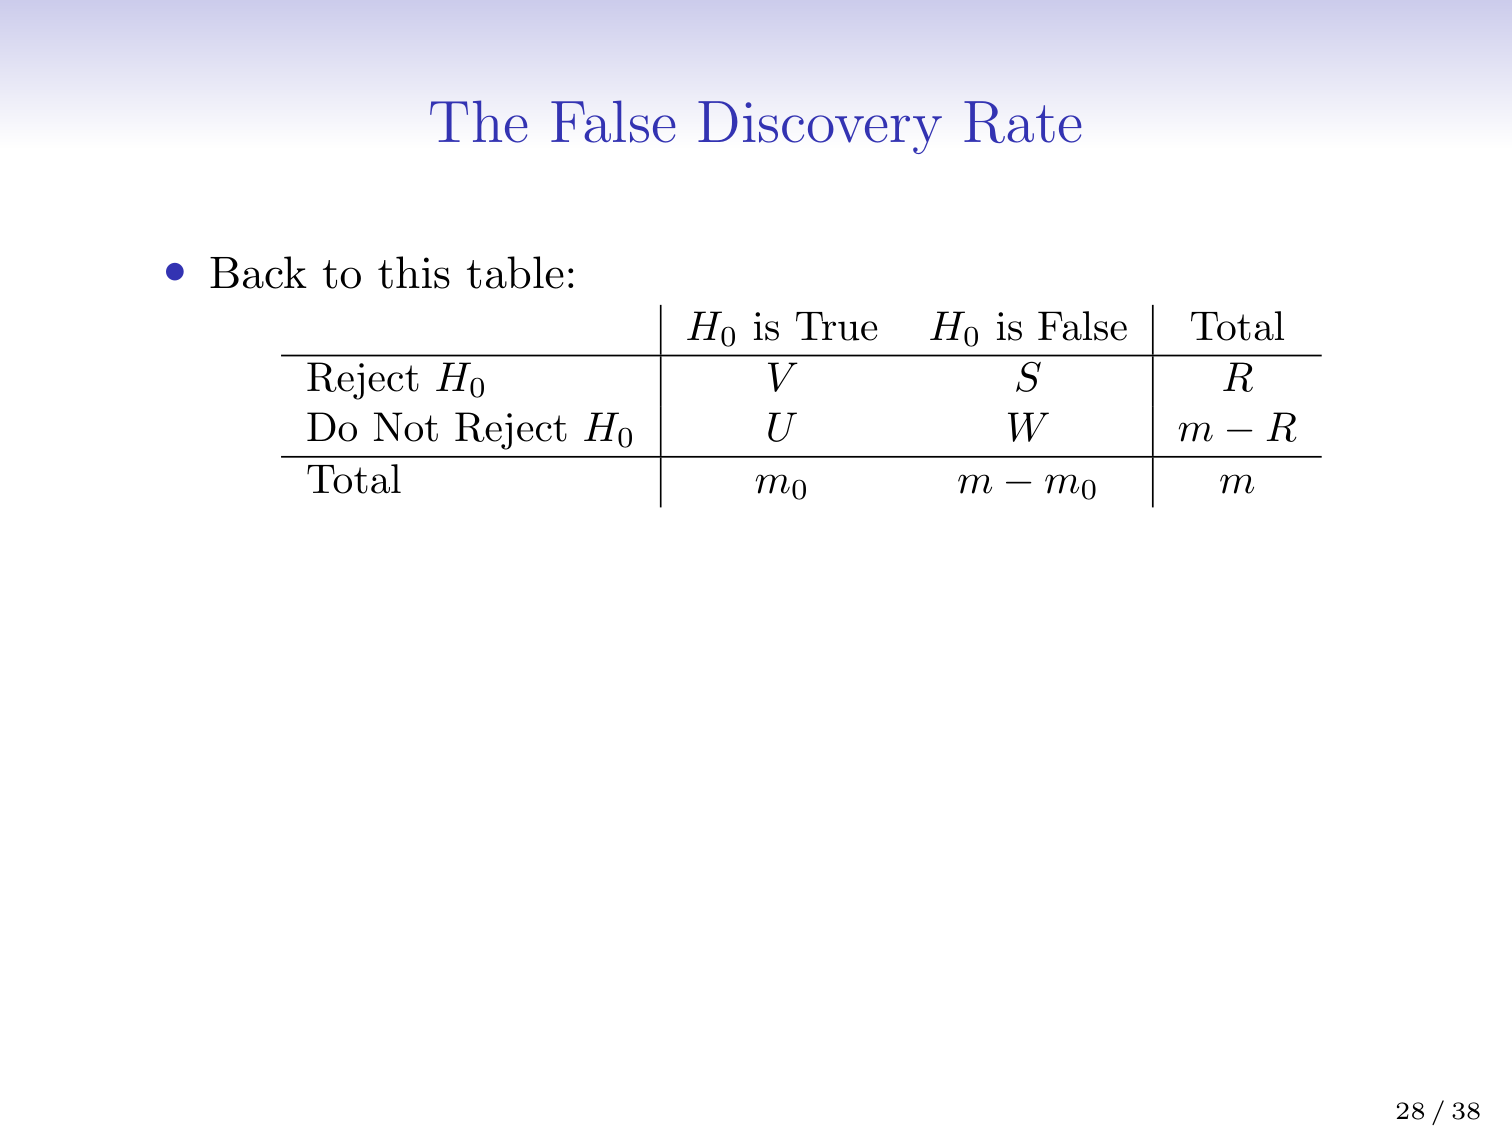 The False Discovery Rate
• Back to this table:
H₀ is True H₀ is False Total
Reject H₀ V S R
Do Not Reject H₀ U W m − R
Total m₀ m − m₀ m
28 / 38